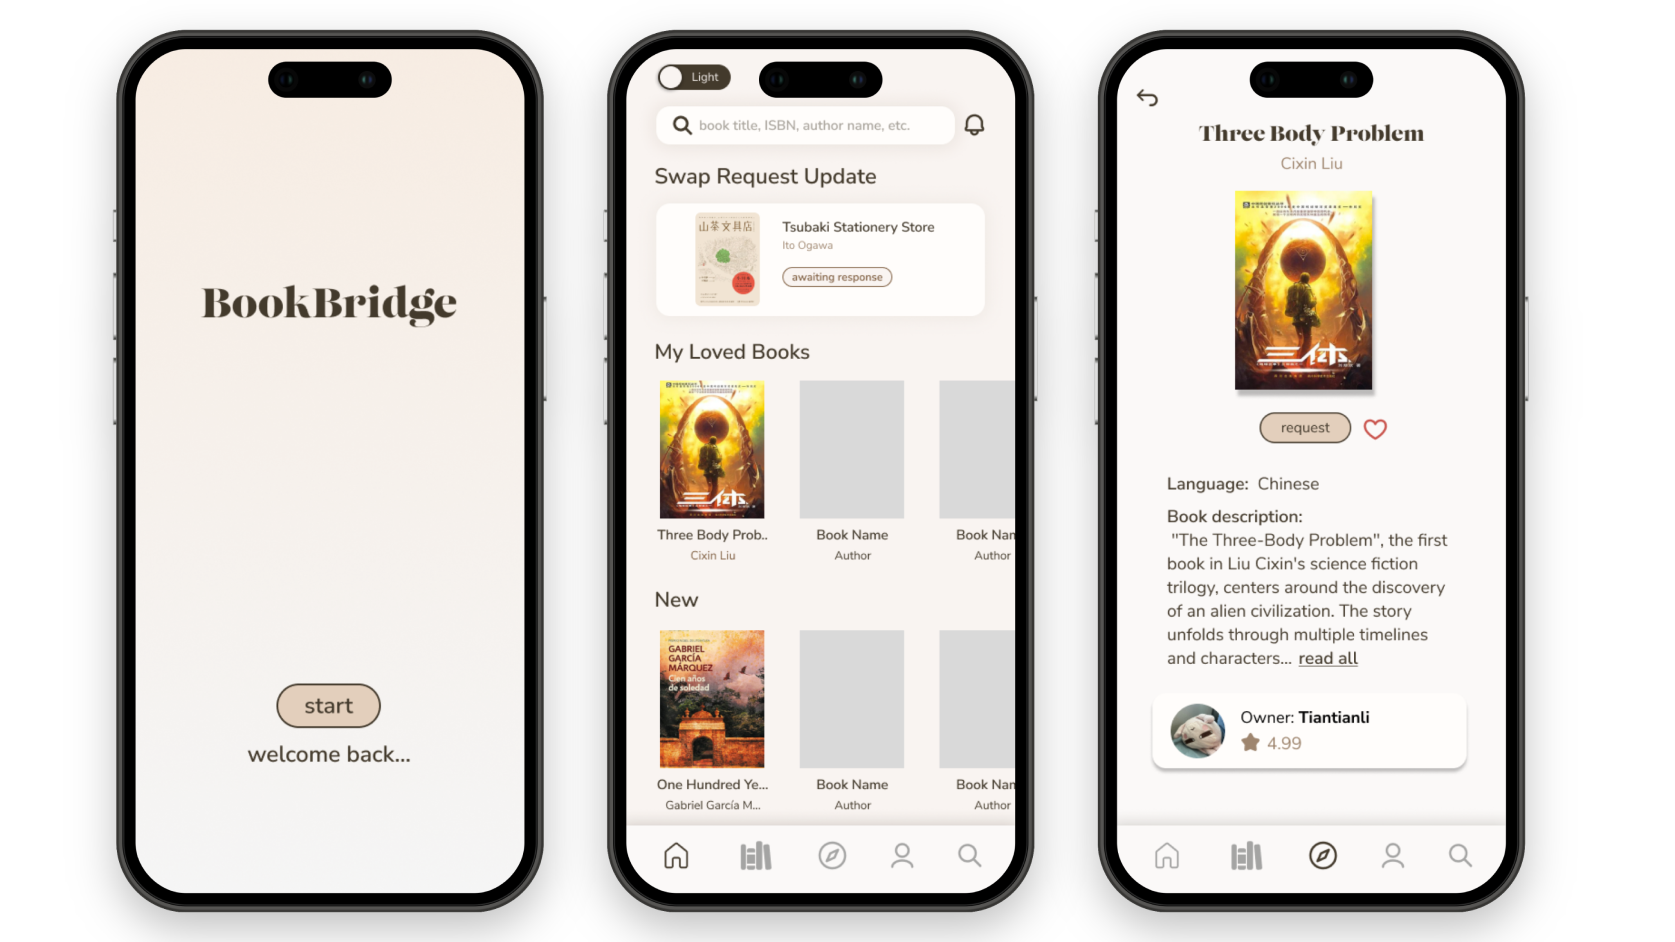 BookBridge
start
welcome back...
Light
book title, ISBN, author name, etc.
Swap Request Update
山茶文具店
Tsubaki Stationery Store
Ito Ogawa
awaiting response
My Loved Books
三体
Three Body Prob..
Cixin Liu
Book Name
Author
Book Nam
Author
New
GABRIEL
GARCÍA
MÁRQUEZ
Cien años
de soledad
One Hundred Ye...
Gabriel García M...
Book Name
Author
Book Nam
Author
Three Body Problem
Cixin Liu
三体
request
Language: Chinese
Book description:
"The Three-Body Problem", the first
book in Liu Cixin's science fiction
trilogy, centers around the discovery
of an alien civilization. The story
unfolds through multiple timelines
and characters... read all
Owner: Tiantianli
4.99